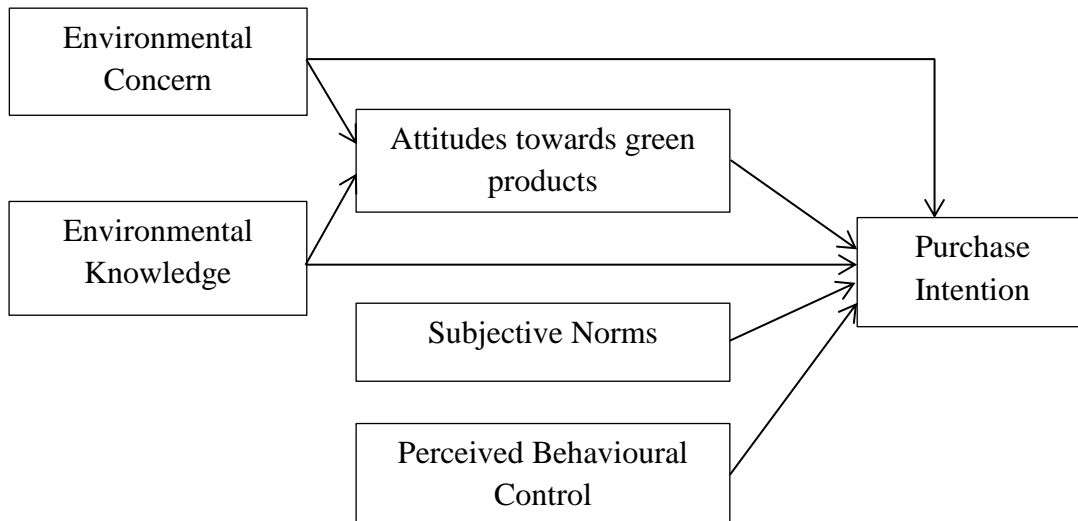 Environmental
Concern
Attitudes towards green
products
Environmental
Knowledge
Purchase
Intention
Subjective Norms
Perceived Behavioural
Control